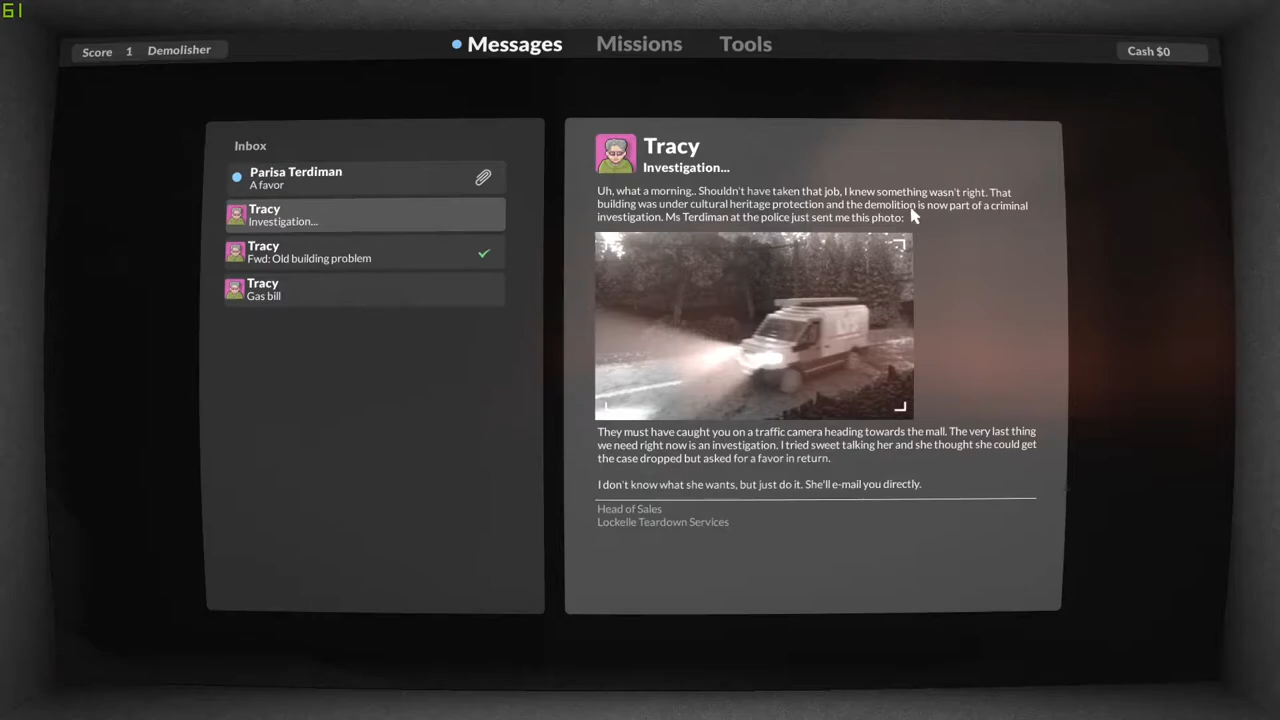 61
Score 1 Demolisher
Messages Missions Tools
Cash $0
Inbox
Parisa Terdiman
A favor
Tracy
Investigation...
Tracy
Fwd: Old building problem
Tracy
Gas bill
Tracy
Investigation...
Uh, what a morning.. Shouldn't have taken that job, I knew something wasn't right. That
building was under cultural heritage protection and the demolition is now part of a criminal
investigation. Ms Terdiman at the police just sent me this photo:
They must have caught you on a traffic camera heading towards the mall. The very last thing
we need right now is an investigation. I tried sweet talking her and she thought she could get
the case dropped but asked for a favor in return.
I don't know what she wants, but just do it. She'll e-mail you directly.
Head of Sales
Lockelle Teardown Services